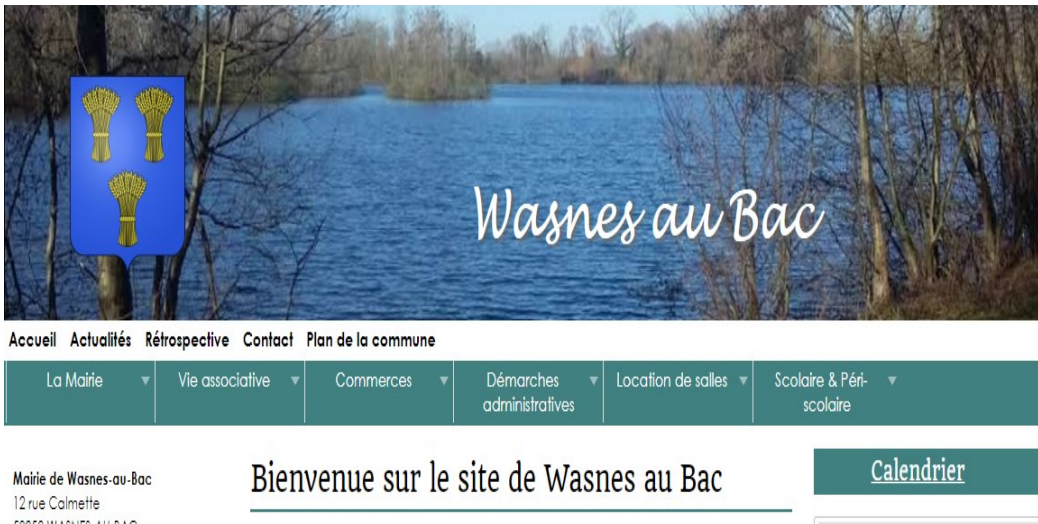 Wasnes au Bac
Accueil Actualités Rétrospective Contact Plan de la commune
La Mairie Vie associative Commerces Démarches administratives Location de salles Scolaire & Péri-scolaire
Mairie de Wasnes-au-Bac
12 rue Calmette
Bienvenue sur le site de Wasnes au Bac
Calendrier